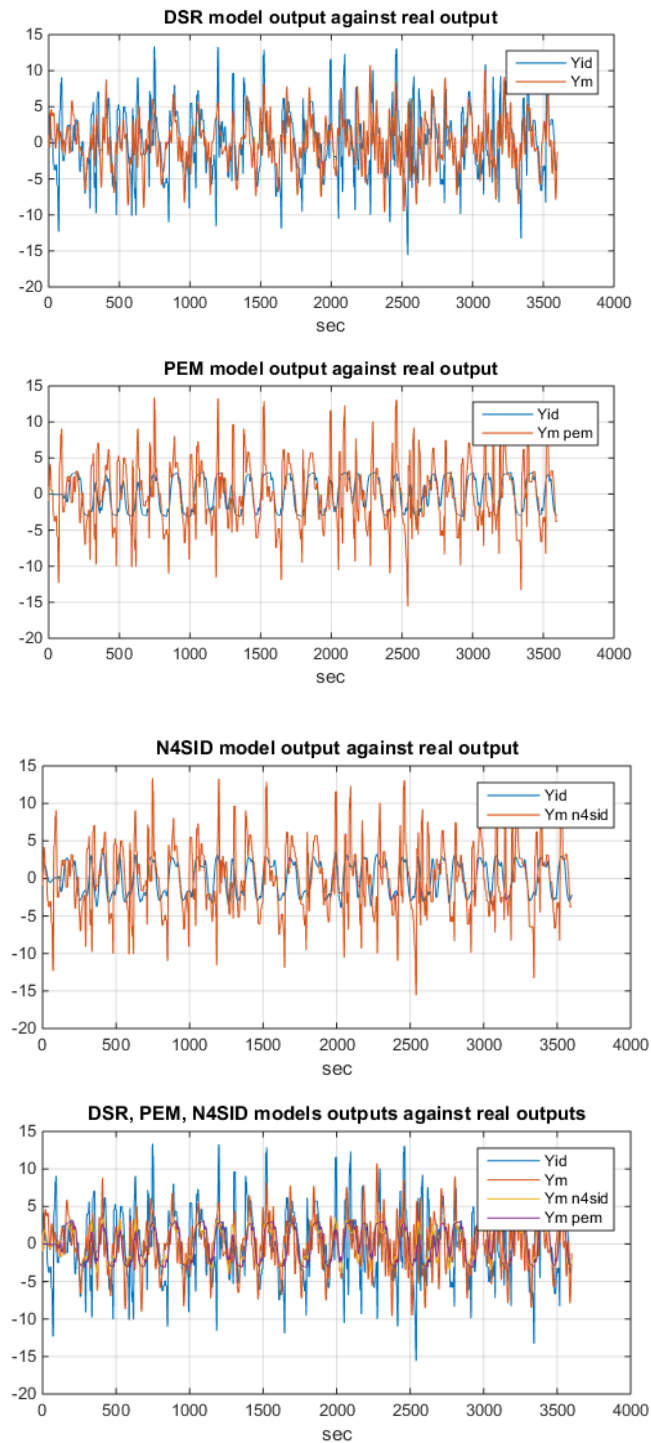 DSR model output against real output
15
10
5
0
-5
-10
-15
-20
Yid
Ym
0 500 1000 1500 2000 2500 3000 3500 4000
sec
PEM model output against real output
15
10
5
0
-5
-10
-15
-20
Yid
Ym pem
0 500 1000 1500 2000 2500 3000 3500 4000
sec
N4SID model output against real output
15
10
5
0
-5
-10
-15
-20
Yid
Ym n4sid
0 500 1000 1500 2000 2500 3000 3500 4000
sec
DSR, PEM, N4SID models outputs against real outputs
15
10
5
0
-5
-10
-15
-20
Yid
Ym
Ym n4sid
Ym pem
0 500 1000 1500 2000 2500 3000 3500 4000
sec